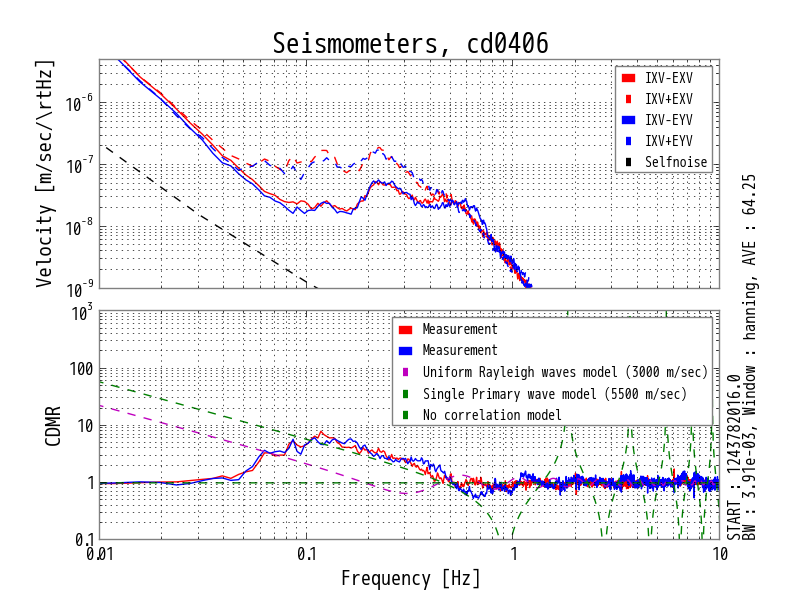 Seismometers, cd0406
Velocity [m/sec/\rtHz]
10^-6
10^-7
10^-8
10^-9
IXV-EXV
IXV+EXV
IXV-EYV
IXV+EYV
Selfnoise
CDMR
10^3
100
10
1
0.1
Measurement
Measurement
Uniform Rayleigh waves model (3000 m/sec)
Single Primary wave model (5500 m/sec)
No correlation model
0.01
0.1
1
10
Frequency [Hz]
START : 1243782016.0
BW : 3.91e-03, Window : hanning, AVE : 64.25